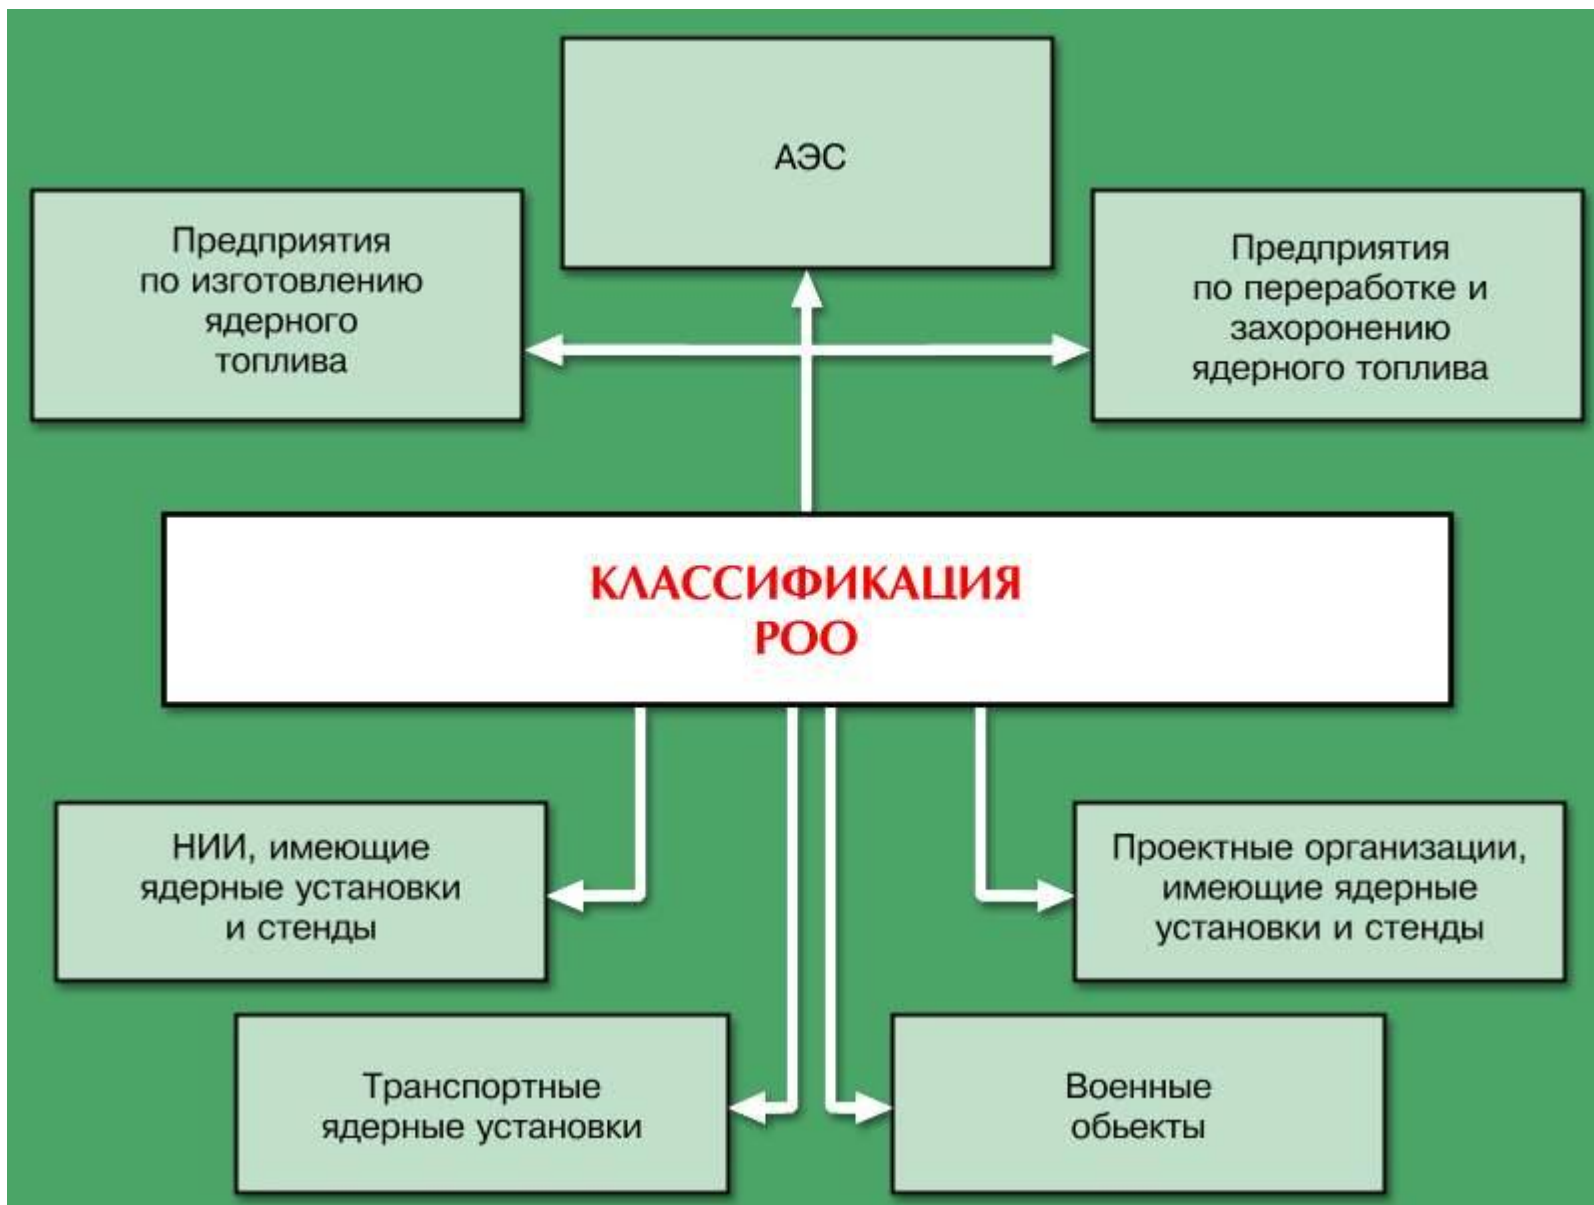 АЭС
Предприятия
по изготовлению
ядерного
топлива
Предприятия
по переработке и
захоронению
ядерного топлива
КЛАССИФИКАЦИЯ
РОО
НИИ, имеющие
ядерные установки
и стенды
Проектные организации,
имеющие ядерные
установки и стенды
Транспортные
ядерные установки
Военные
обьекты